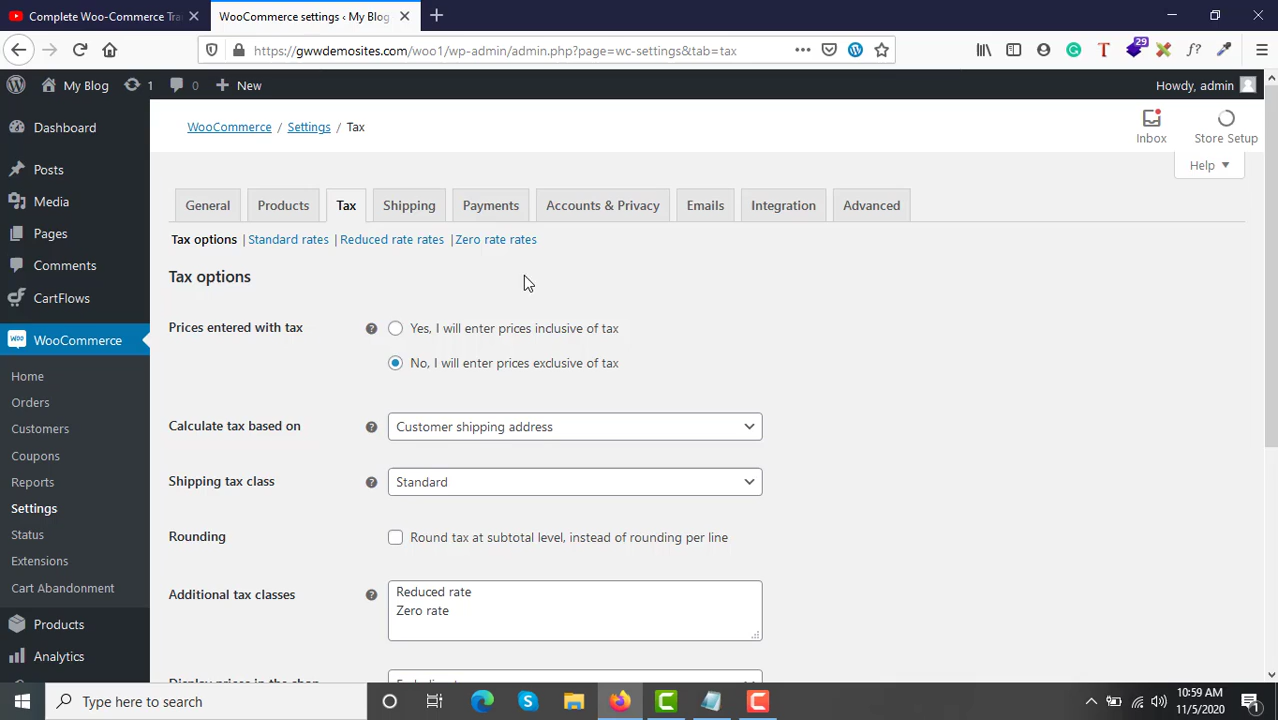 Complete Woo-Commerce Tra
WooCommerce settings ‹ My Blog
https://gwwdemosites.com/woo1/wp-admin/admin.php?page=wc-settings&tab=tax
29
My Blog
1
0
New
Howdy, admin
Dashboard
Posts
Media
Pages
Comments
CartFlows
WooCommerce
Home
Orders
Customers
Coupons
Reports
Settings
Status
Extensions
Cart Abandonment
Products
Analytics
WooCommerce / Settings / Tax
Inbox
Store Setup
Help
General
Products
Tax
Shipping
Payments
Accounts & Privacy
Emails
Integration
Advanced
Tax options | Standard rates | Reduced rate rates | Zero rate rates
Tax options
Prices entered with tax
Yes, I will enter prices inclusive of tax
No, I will enter prices exclusive of tax
Calculate tax based on
Customer shipping address
Shipping tax class
Standard
Rounding
Round tax at subtotal level, instead of rounding per line
Additional tax classes
Reduced rate
Zero rate
Display prices in the shop
Type here to search
10:59 AM
11/5/2020
1